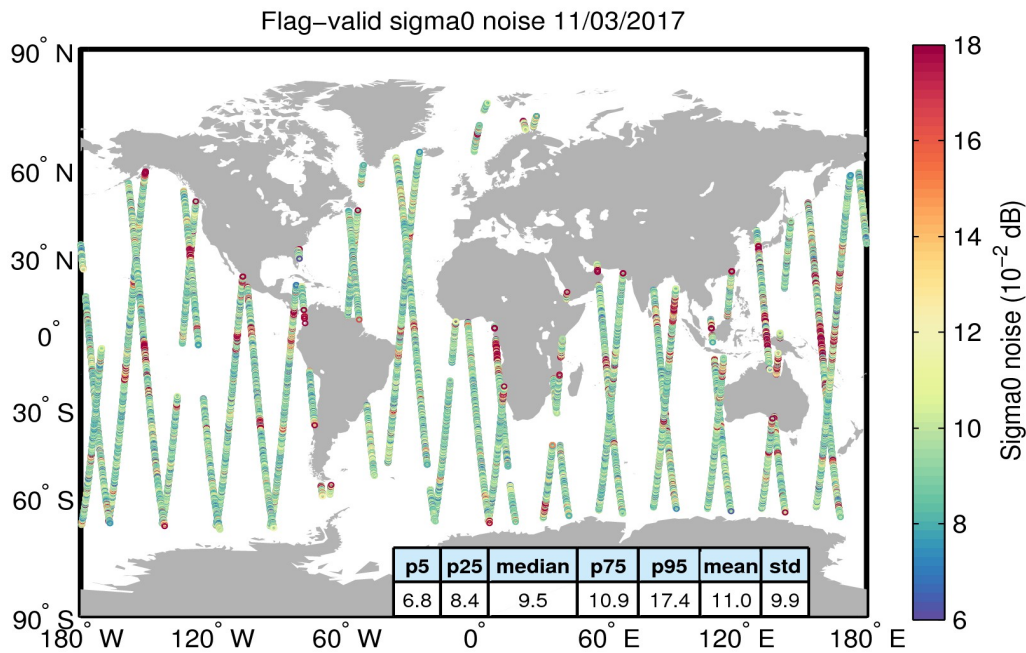 Flag−valid sigma0 noise 11/03/2017
90° N
60° N
30° N
0°
30° S
60° S
90° S
180° W
120° W
60° W
0°
60° E
120° E
180° E
p5 p25 median p75 p95 mean std
6.8 8.4 9.5 10.9 17.4 11.0 9.9
18
16
14
12
10
8
6
Sigma0 noise (10⁻² dB)